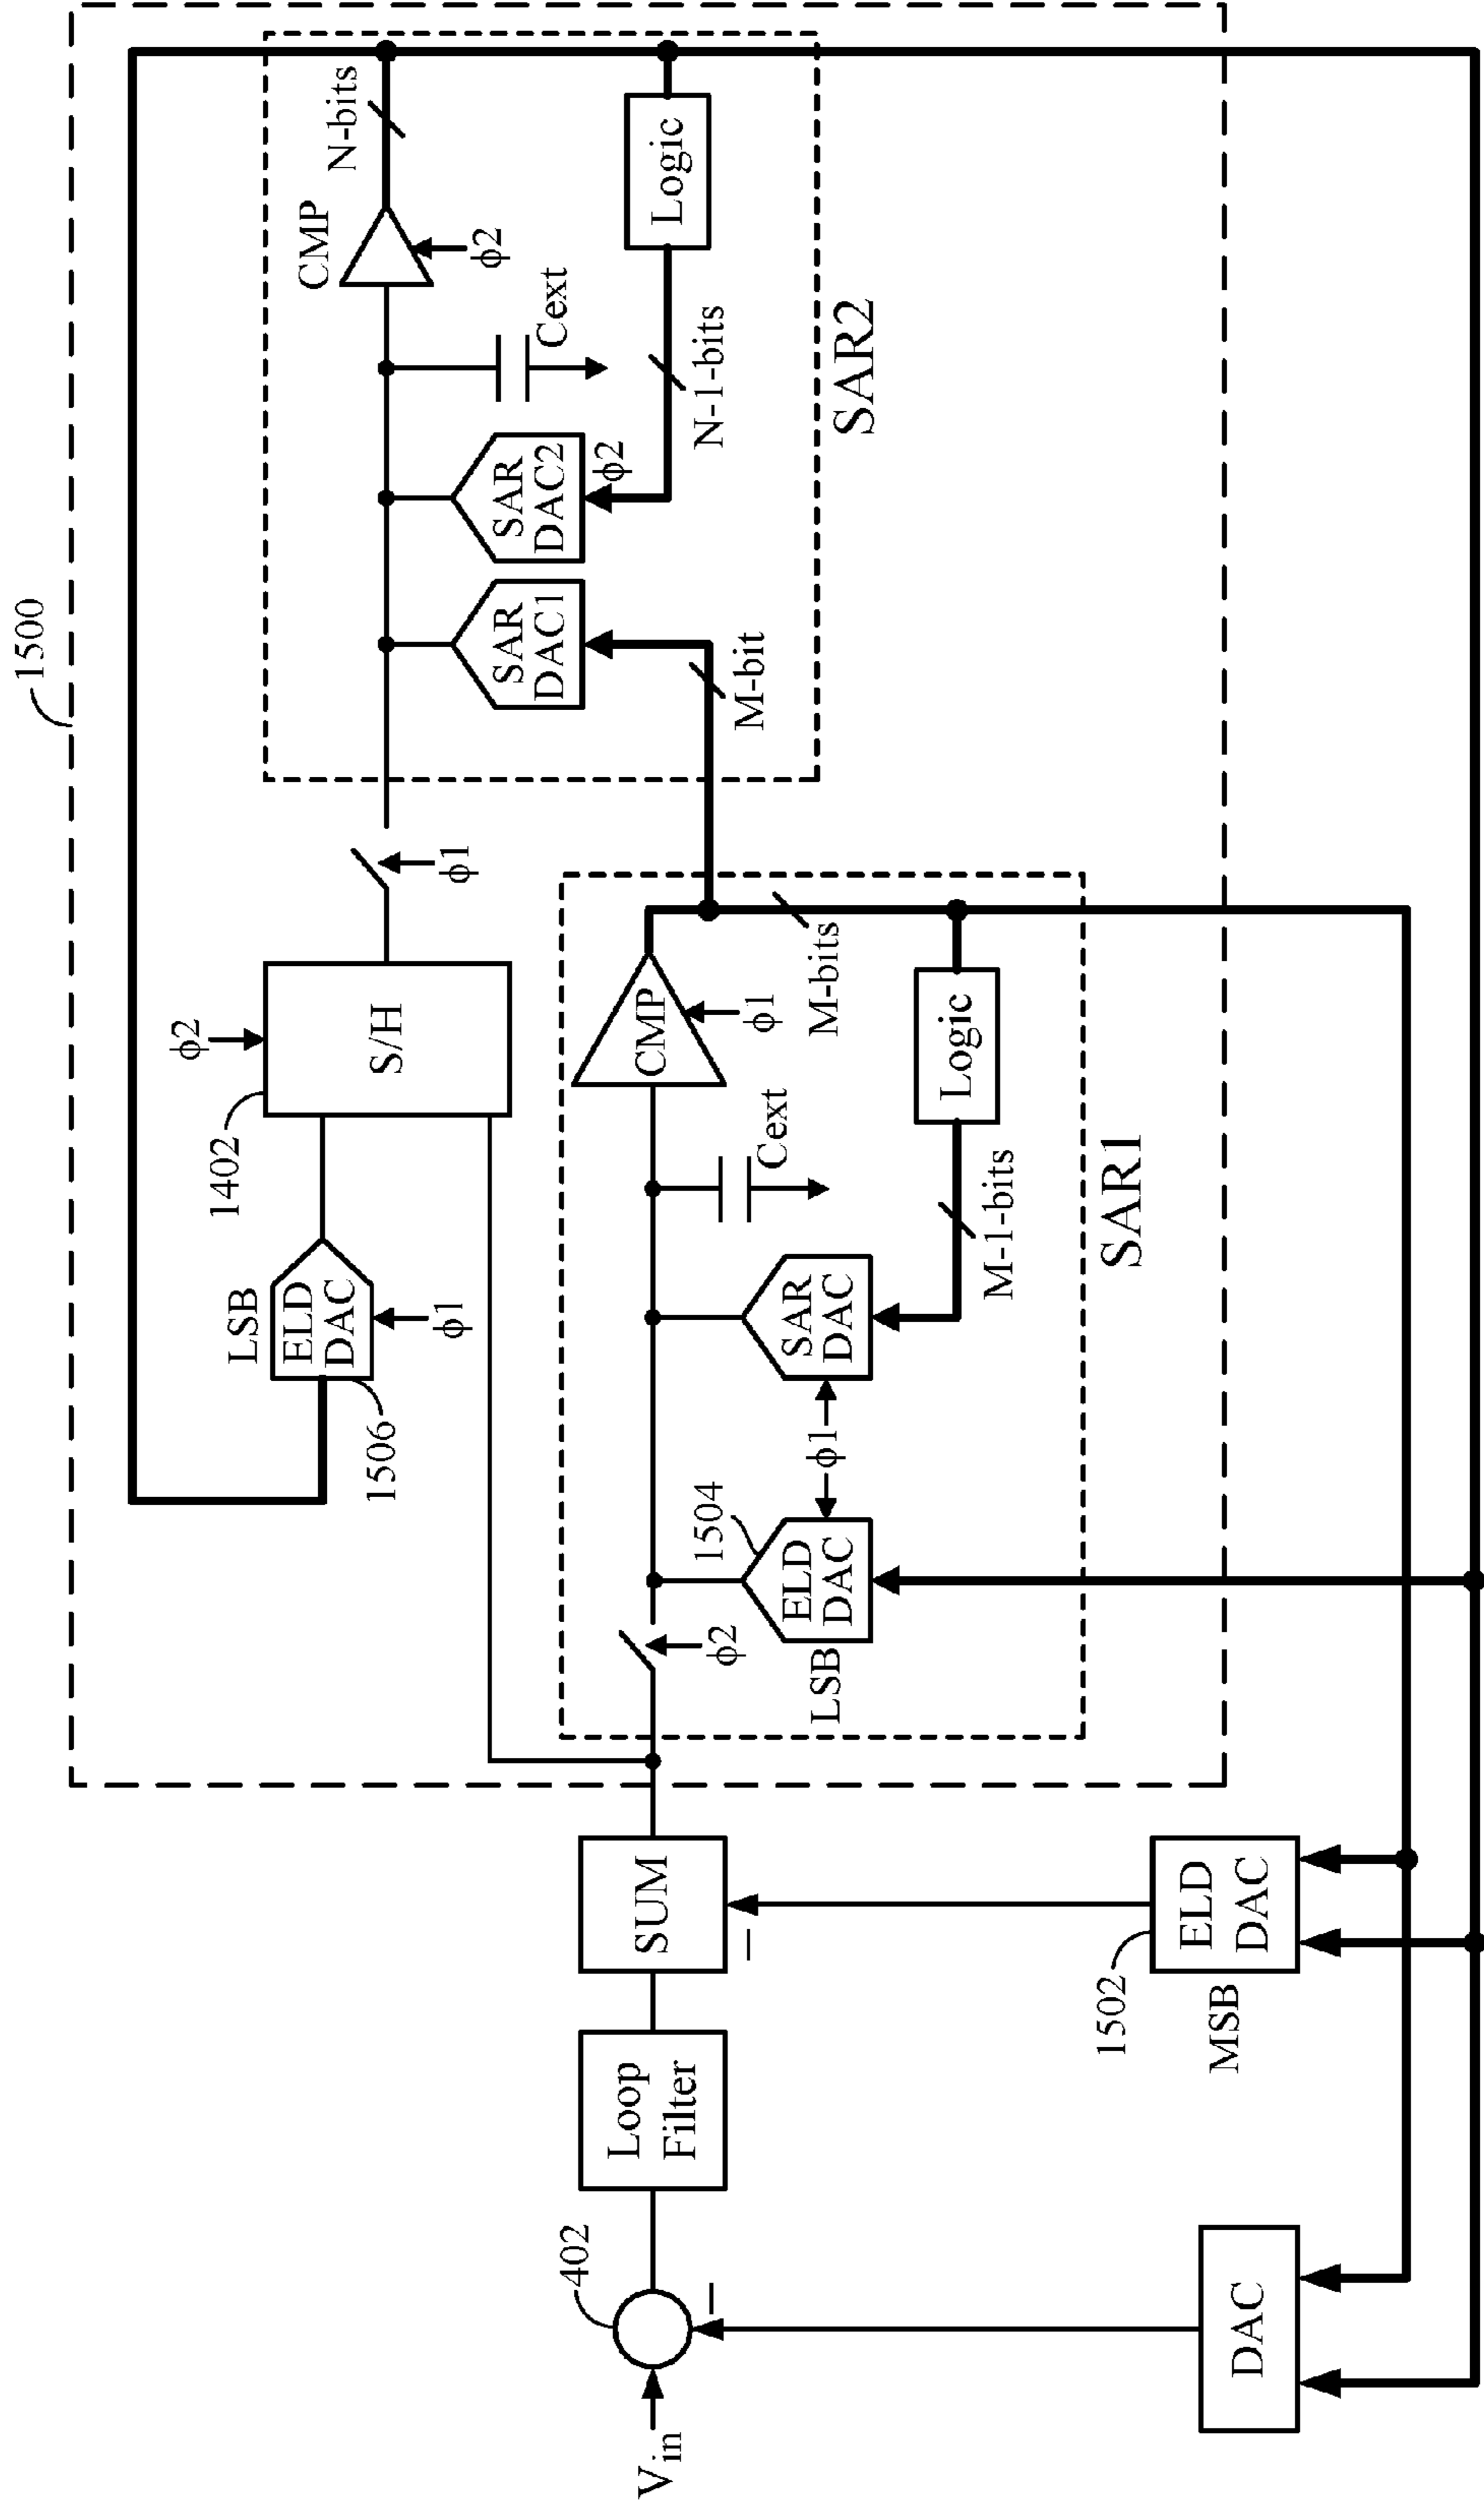 1500
CMP
N-bits
ϕ2
Cext
SAR
DAC1
SAR
DAC2
ϕ2
Logic
N-1-bits
M-bit
SAR2
1402
ϕ2
S/H
ϕ1
LSB
ELD
DAC
ϕ1
1506
CMP
ϕ1
Cext
M-bits
Logic
M-1-bits
SAR
DAC
ϕ1
1504
ELD
DAC
LSB
ϕ2
SAR1
SUM
−
Loop
Filter
402
−
Vin
1502
ELD
DAC
MSB
DAC